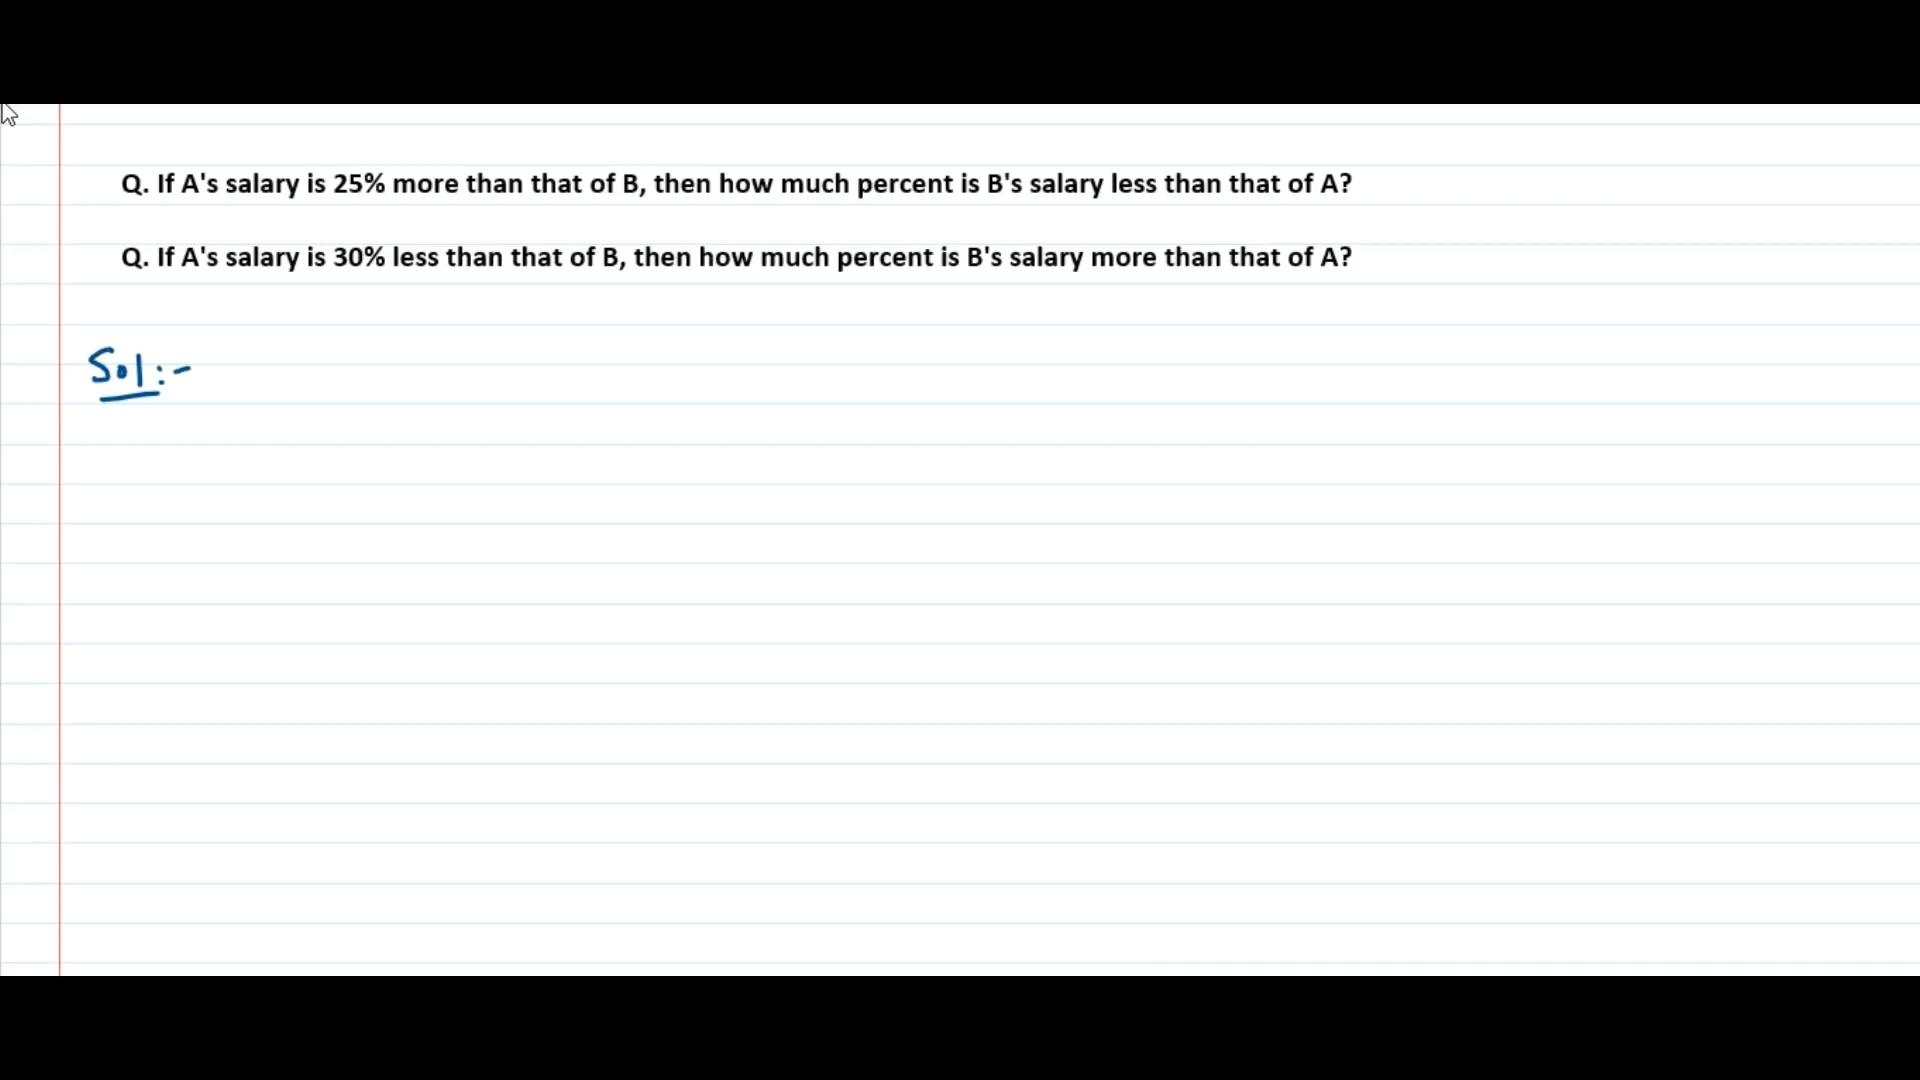 Q. If A's salary is 25% more than that of B, then how much percent is B's salary less than that of A?
Q. If A's salary is 30% less than that of B, then how much percent is B's salary more than that of A?
Sol:-